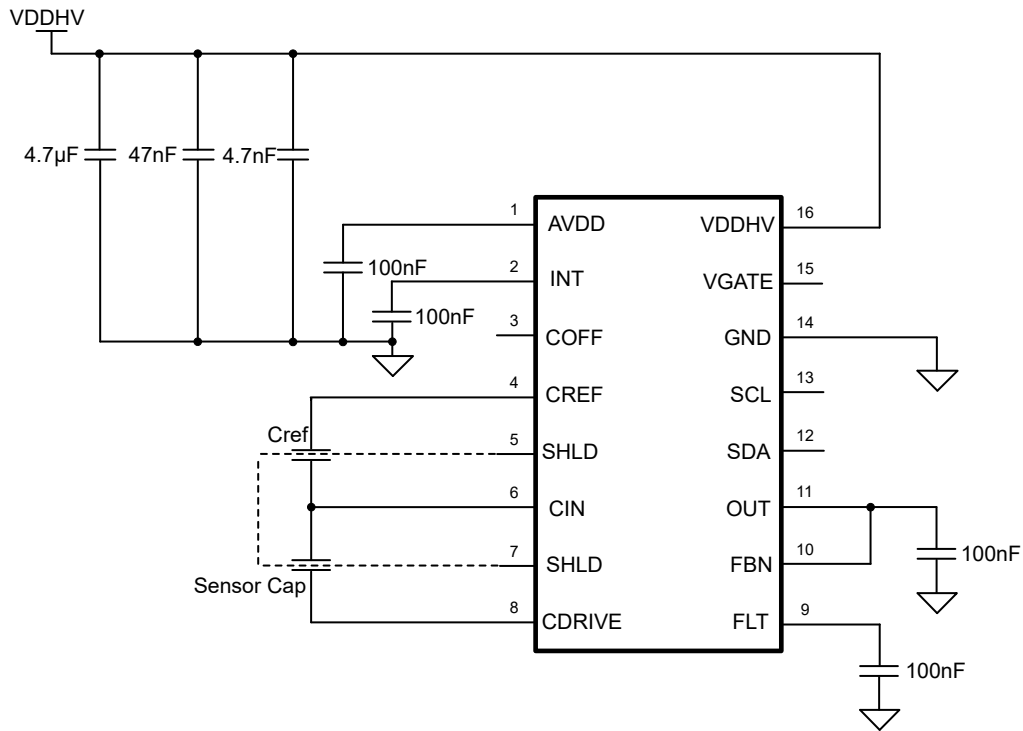 VDDHV
4.7µF
47nF
4.7nF
1
AVDD
VDDHV
16
100nF
2
INT
VGATE
15
100nF
3
COFF
GND
14
4
CREF
SCL
13
Cref
5
SHLD
SDA
12
6
CIN
OUT
11
7
SHLD
FBN
10
100nF
Sensor Cap
8
CDRIVE
FLT
9
100nF